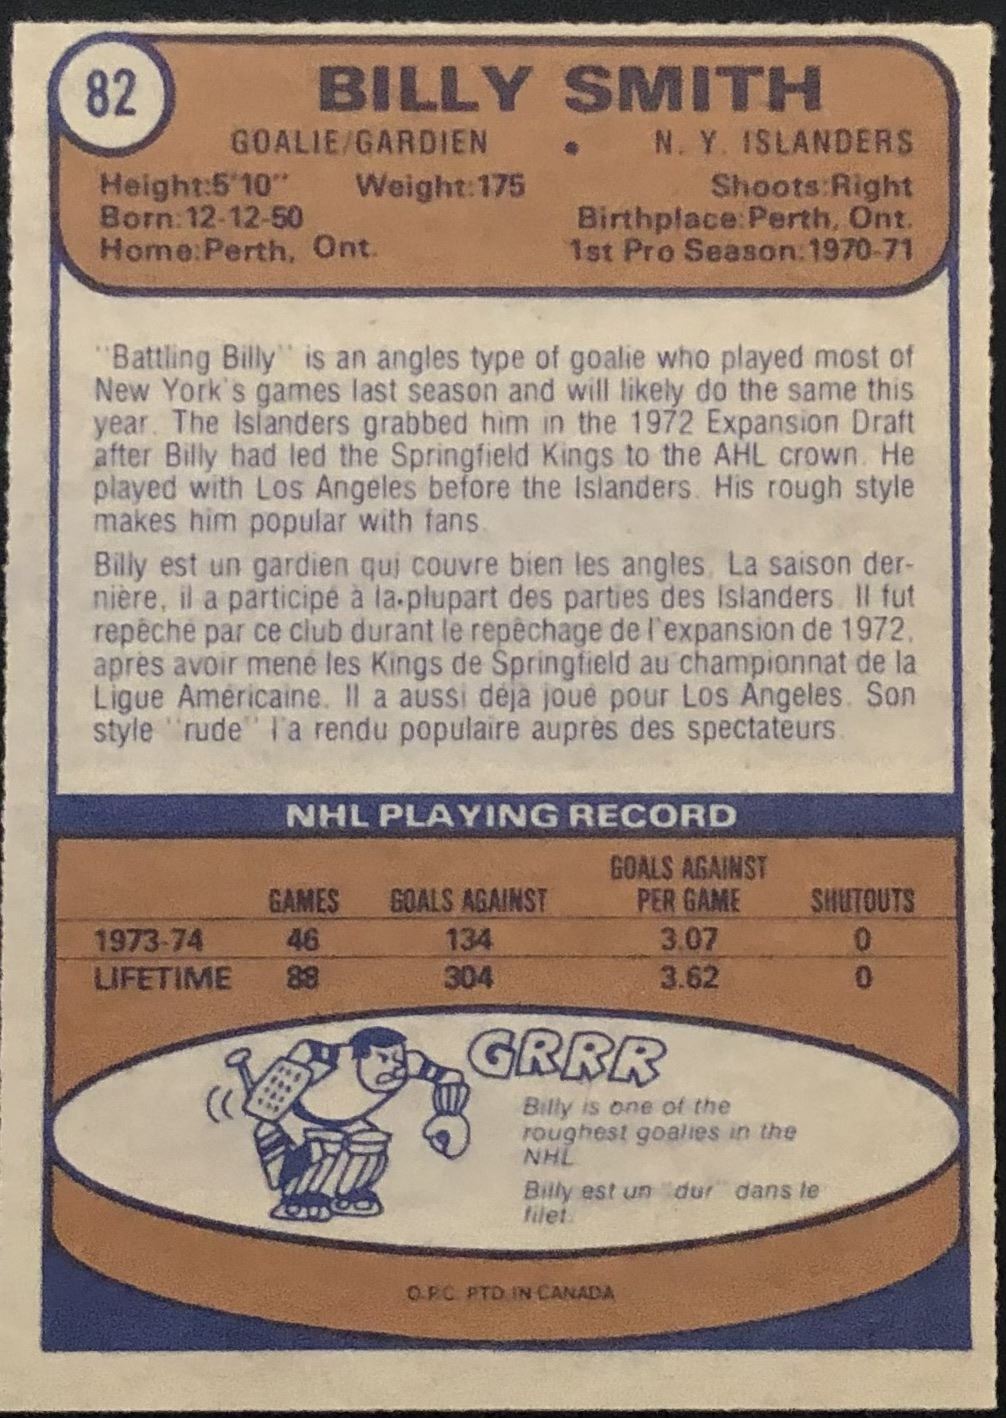 82
BILLY SMITH
GOALIE/GARDIEN • N. Y. ISLANDERS
Height:5'10" Weight:175 Shoots:Right
Born:12-12-50 Birthplace:Perth, Ont.
Home:Perth, Ont. 1st Pro Season:1970-71
"Battling Billy" is an angles type of goalie who played most of
New York's games last season and will likely do the same this
year. The Islanders grabbed him in the 1972 Expansion Draft
after Billy had led the Springfield Kings to the AHL crown. He
played with Los Angeles before the Islanders. His rough style
makes him popular with fans.
Billy est un gardien qui couvre bien les angles. La saison der-
nière, il a participé à la plupart des parties des Islanders. Il fut
repêché par ce club durant le repêchage de l'expansion de 1972,
après avoir mené les Kings de Springfield au championnat de la
Ligue Américaine. Il a aussi déjà joué pour Los Angeles. Son
style "rude" l'a rendu populaire auprès des spectateurs.
NHL PLAYING RECORD
GOALS AGAINST
GAMES GOALS AGAINST PER GAME SHUTOUTS
1973-74 46 134 3.07 0
LIFETIME 88 304 3.62 0
GRRR
Billy is one of the
roughest goalies in the
NHL.
Billy est un "dur" dans le
filet.
O.P.C. PTD. IN CANADA